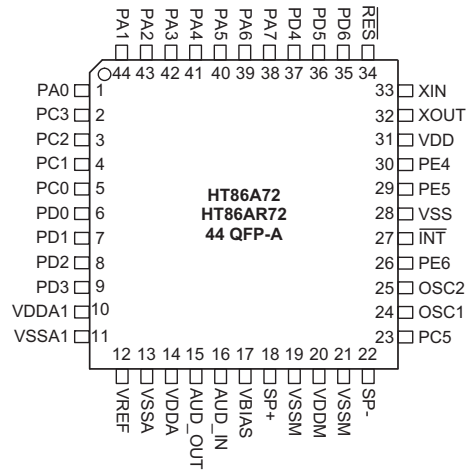 PA1 PA2 PA3 PA4 PA5 PA6 PA7 PD4 PD5 PD6 RES
44 43 42 41 40 39 38 37 36 35 34
PA0 1 33 XIN
PC3 2 32 XOUT
PC2 3 31 VDD
PC1 4 30 PE4
PC0 5 29 PE5
PD0 6 28 VSS
PD1 7 27 INT
PD2 8 26 PE6
PD3 9 25 OSC2
VDDA1 10 24 OSC1
VSSA1 11 23 PC5
HT86A72
HT86AR72
44 QFP-A
12 13 14 15 16 17 18 19 20 21 22
VREF VSSA VDDA AUD_OUT AUD_IN VBIAS SP+ VSSM VDDM VSSM SP-